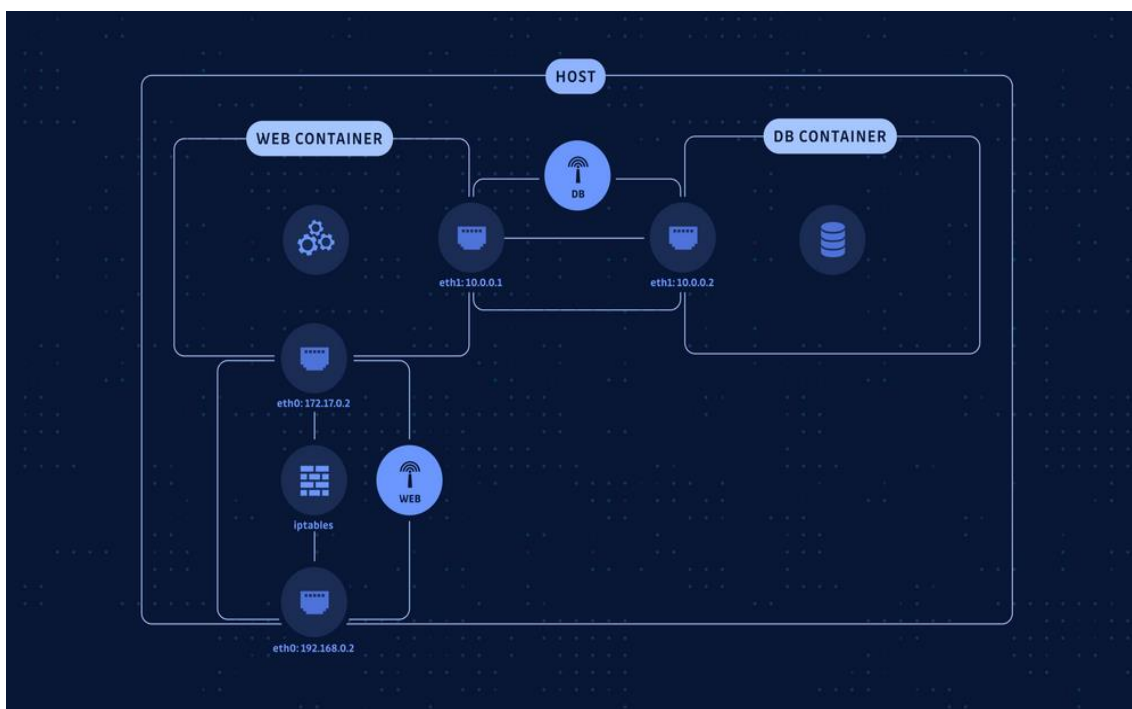 HOST
WEB CONTAINER
DB CONTAINER
DB
eth1: 10.0.0.1
eth1: 10.0.0.2
eth0: 172.17.0.2
WEB
iptables
eth0: 192.168.0.2